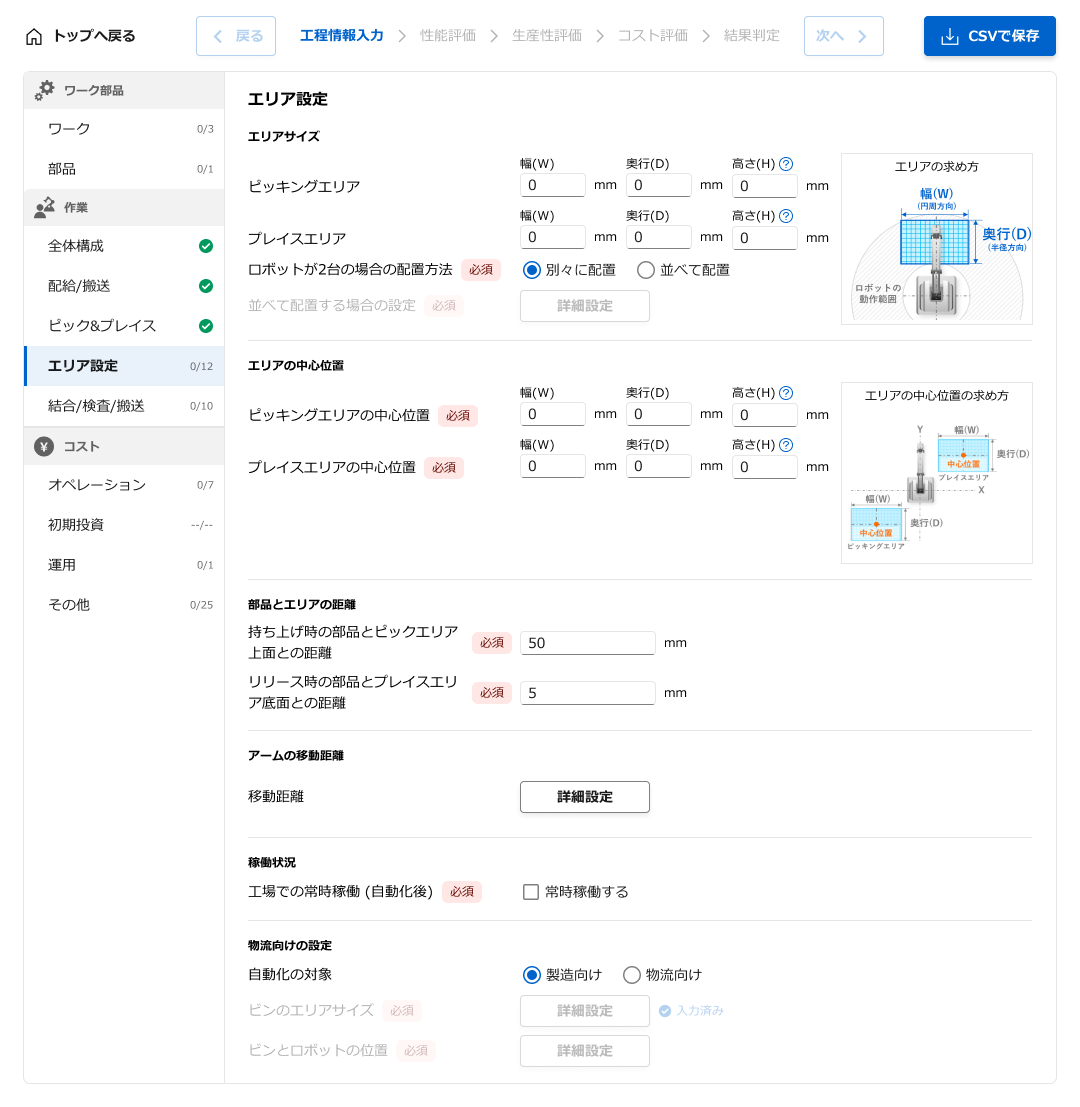 トップへ戻る
戻る
工程情報入力
性能評価
生産性評価
コスト評価
結果判定
次へ
CSVで保存
ワーク部品
ワーク 0/3
部品 0/1
作業
全体構成
配給/搬送
ピック&プレイス
エリア設定 0/12
結合/検査/搬送 0/10
コスト
オペレーション 0/7
初期投資 --/--
運用 0/1
その他 0/25
エリア設定
エリアサイズ
幅(W) 奥行(D) 高さ(H) ?
ピッキングエリア 0 mm 0 mm 0 mm
幅(W) 奥行(D) 高さ(H) ?
プレイスエリア 0 mm 0 mm 0 mm
ロボットが2台の場合の配置方法 必須 別々に配置 並べて配置
並べて配置する場合の設定 必須 詳細設定
エリアの求め方
幅(W)
(円周方向)
奥行(D)
(半径方向)
ロボットの
動作範囲
エリアの中心位置
幅(W) 奥行(D) 高さ(H) ?
ピッキングエリアの中心位置 必須 0 mm 0 mm 0 mm
幅(W) 奥行(D) 高さ(H) ?
プレイスエリアの中心位置 必須 0 mm 0 mm 0 mm
エリアの中心位置の求め方
Y 幅(W)
奥行(D)
中心位置
プレイスエリア
X
幅(W)
奥行(D)
中心位置
ピッキングエリア
部品とエリアの距離
持ち上げ時の部品とピックエリア
上面との距離
必須 50 mm
リリース時の部品とプレイスエリ
ア底面との距離
必須 5 mm
アームの移動距離
移動距離 詳細設定
稼働状況
工場での常時稼働 (自動化後) 必須 常時稼働する
物流向けの設定
自動化の対象 製造向け 物流向け
ビンのエリアサイズ 必須 詳細設定 入力済み
ビンとロボットの位置 必須 詳細設定